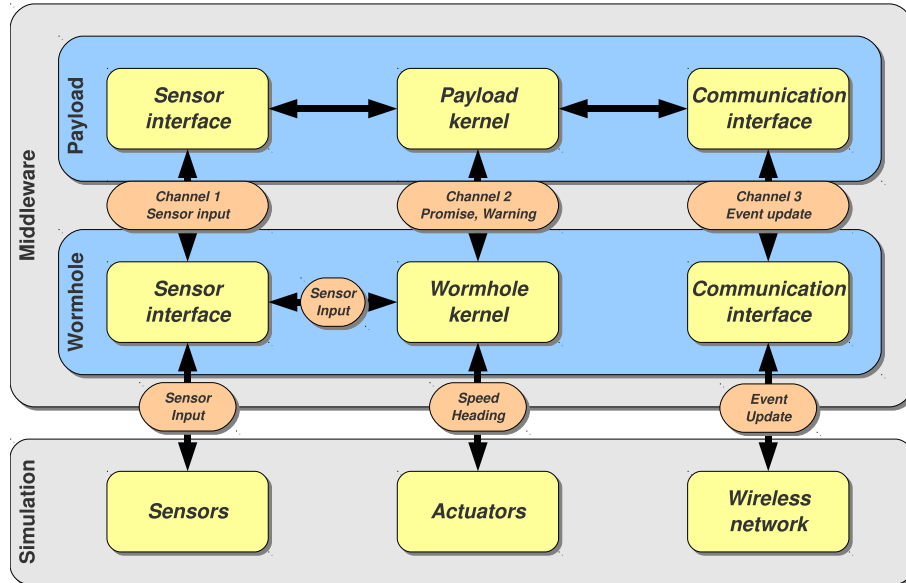 Middleware
Payload
Sensor
interface
Payload
kernel
Communication
interface
Channel 1
Sensor input
Channel 2
Promise, Warning
Channel 3
Event update
Wormhole
Sensor
interface
Sensor
Input
Wormhole
kernel
Communication
interface
Sensor
Input
Speed
Heading
Event
Update
Simulation
Sensors
Actuators
Wireless
network